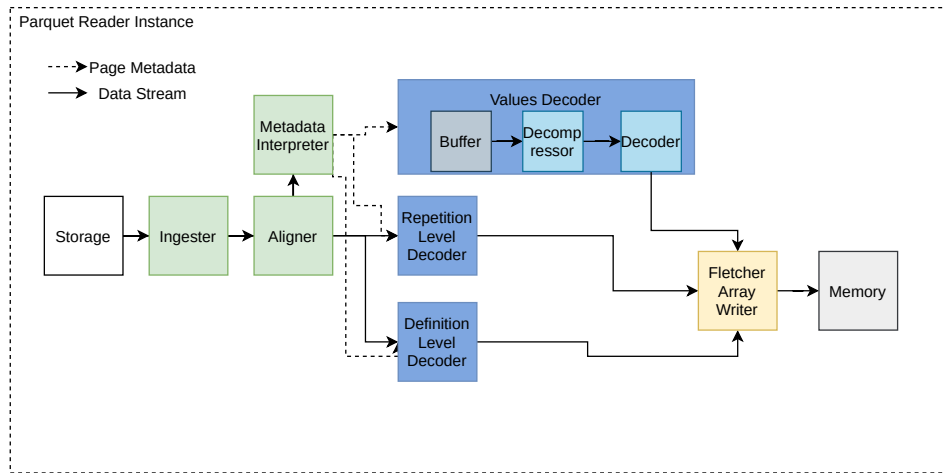 Parquet Reader Instance
Page Metadata
Data Stream
Metadata
Interpreter
Values Decoder
Buffer
Decomp
ressor
Decoder
Storage
Ingester
Aligner
Repetition
Level
Decoder
Fletcher
Array
Writer
Memory
Definition
Level
Decoder